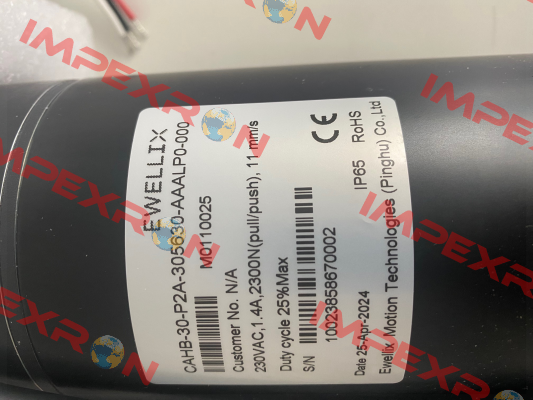 EWELLIX
CAHB-30-P2A-305630-AAALP0-000
M0110025
Customer No. N/A
230VAC,1.4A,2300N(pull/push), 11 mm/s
Duty cycle 25%Max
S/N
10023858670002
CE
Date 25-Apr-2024
IP65 RoHS
Ewellix Motion Technologies (Pinghu) Co.,Ltd
IMPEXRON
IMPEXRON
IMPEXRON
IMPEXRON